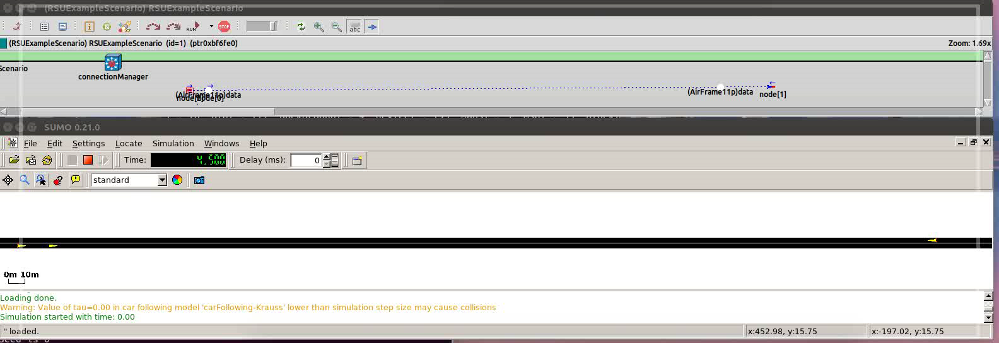 (RSUExampleScenario) RSUExampleScenario
RUN STOP abc
(RSUExampleScenario) RSUExampleScenario (id=1) (ptr0xbf6fe0) Zoom: 1.69x
Scenario
connectionManager
(AirFrame11p)data (AirFrame11p)data node[1]
node[0]
SUMO 0.21.0
File Edit Settings Locate Simulation Windows Help
Time: 4.500 Delay (ms): 0
standard
0m 10m
Loading done.
Warning: Value of tau=0.00 in car following model 'carFollowing-Krauss' lower than simulation step size may cause collisions
Simulation started with time: 0.00
'' loaded. x:452.98, y:15.75 x:-197.02, y:15.75